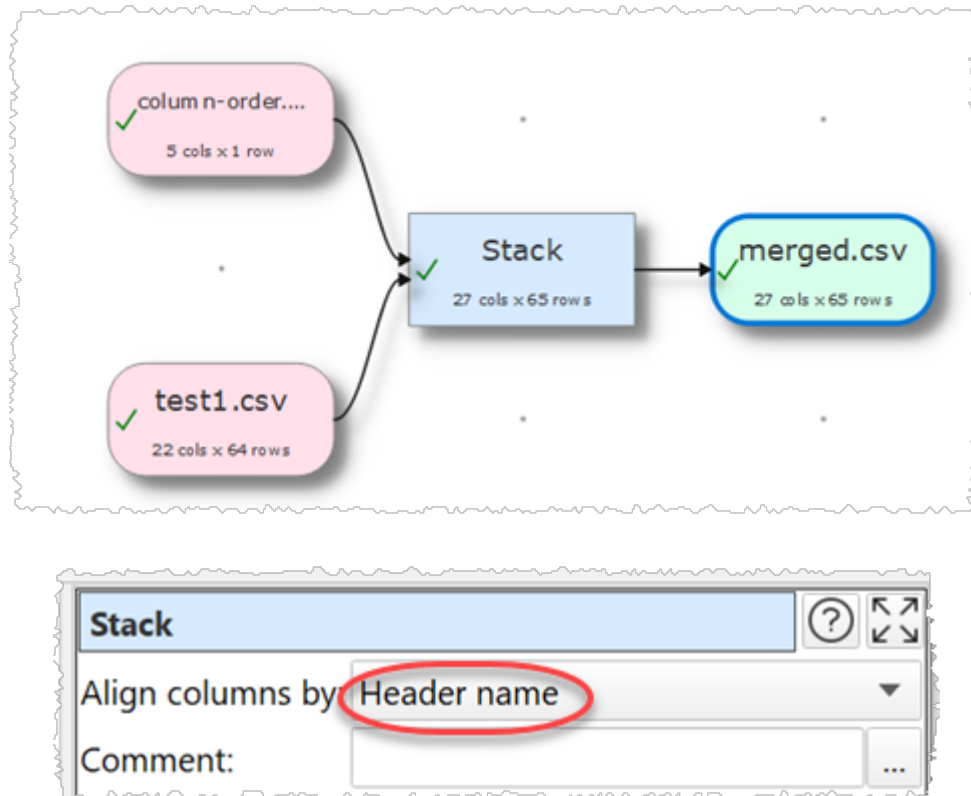 column-order....
5 cols x 1 row
Stack
27 cols x 65 rows
merged.csv
27 cols x 65 rows
test1.csv
22 cols x 64 rows
Stack
?
Align columns by Header name
Comment:
...